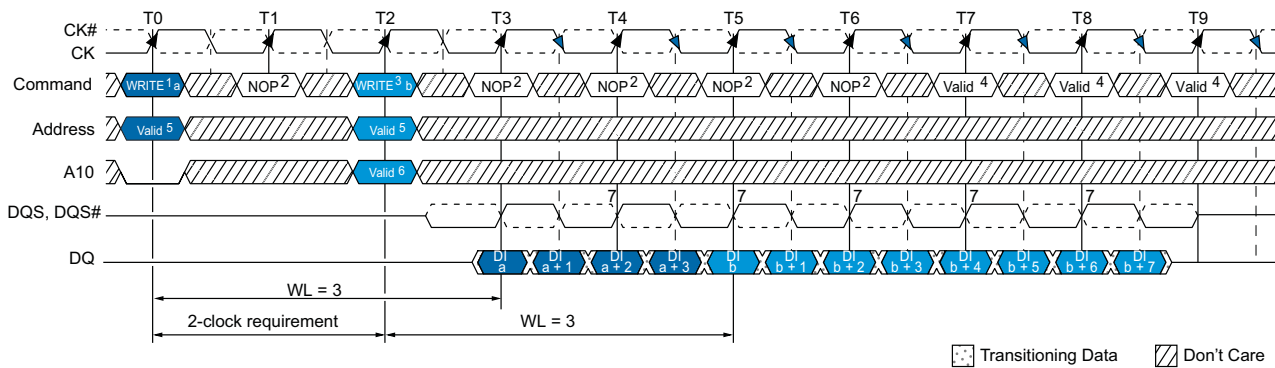 T0 T1 T2 T3 T4 T5 T6 T7 T8 T9
CK#
CK
Command WRITE 1 a NOP 2 WRITE 3 b NOP 2 NOP 2 NOP 2 NOP 2 Valid 4 Valid 4 Valid 4
Address Valid 5 Valid 5
A10 Valid 6
7 7 7 7 7
DQS, DQS#
DQ DI a DI a + 1 DI a + 2 DI a + 3 DI b DI b + 1 DI b + 2 DI b + 3 DI b + 4 DI b + 5 DI b + 6 DI b + 7
WL = 3
2-clock requirement WL = 3
Transitioning Data Don't Care